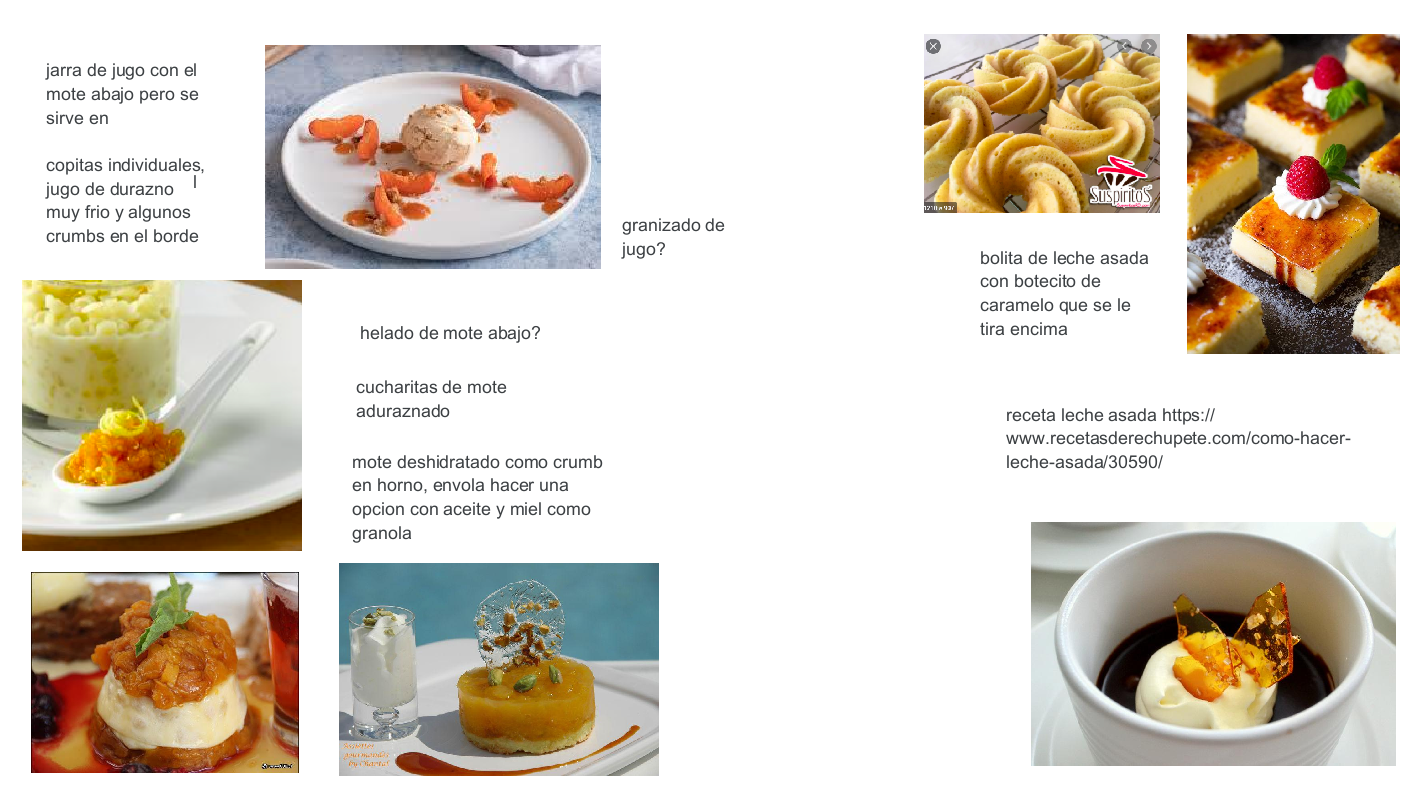 jarra de jugo con el
mote abajo pero se
sirve en
copitas individuales,
jugo de durazno
muy frio y algunos
crumbs en el borde
granizado de
jugo?
helado de mote abajo?
cucharitas de mote
aduraznado
mote deshidratado como crumb
en horno, envola hacer una
opcion con aceite y miel como
granola
Suspiritos
bolita de leche asada
con botecito de
caramelo que se le
tira encima
receta leche asada https://
www.recetasderechupete.com/como-hacer-
leche-asada/30590/